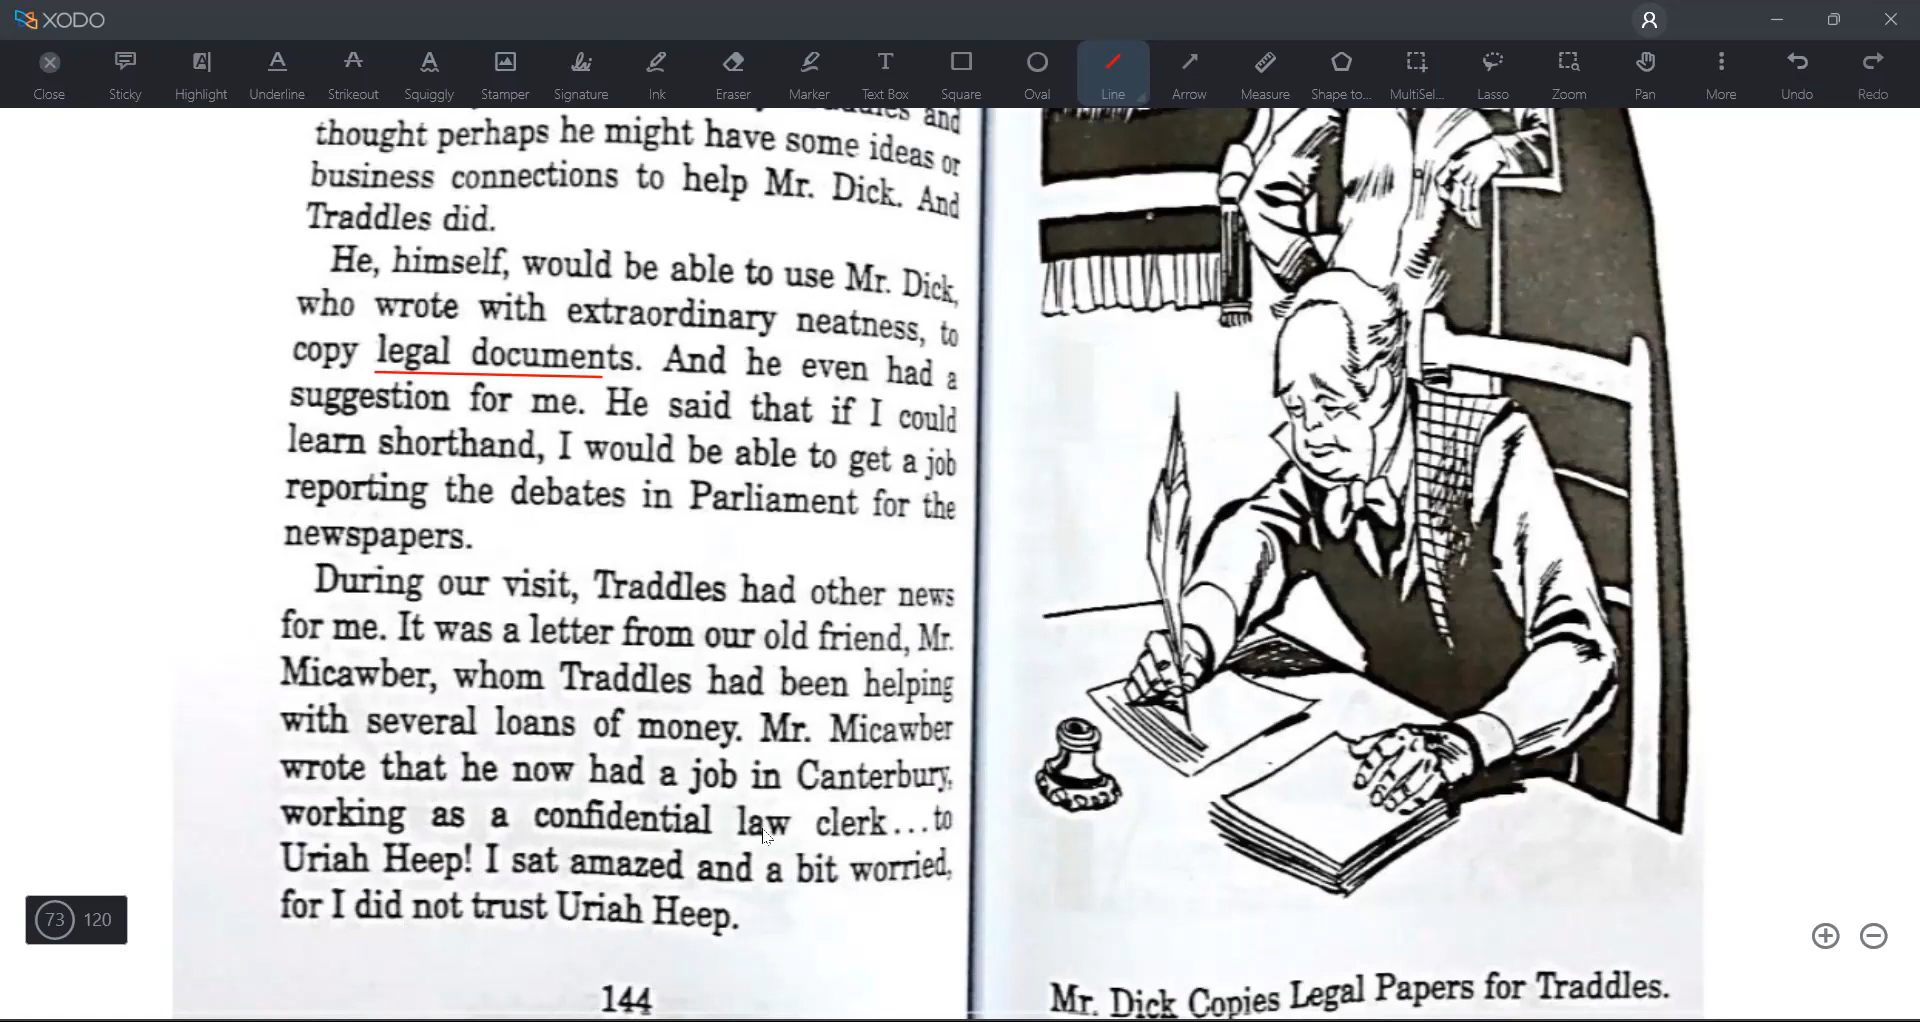 XODO
Close
Sticky
Highlight
Underline
Strikeout
Squiggly
Stamper
Signature
Ink
Eraser
Marker
Text Box
Square
Oval
Line
Arrow
Measure
Shape to...
MultiSel...
Lasso
Zoom
Pan
More
Undo
Redo
and
thought perhaps he might have some ideas or
business connections to help Mr. Dick. And
Traddles did.
He, himself, would be able to use Mr. Dick,
who wrote with extraordinary neatness, to
copy legal documents. And he even had a
suggestion for me. He said that if I could
learn shorthand, I would be able to get a job
reporting the debates in Parliament for the
newspapers.
During our visit, Traddles had other news
for me. It was a letter from our old friend, Mr.
Micawber, whom Traddles had been helping
with several loans of money. Mr. Micawber
wrote that he now had a job in Canterbury,
working as a confidential law clerk...to
Uriah Heep! I sat amazed and a bit worried,
for I did not trust Uriah Heep.
144
Mr. Dick Copies Legal Papers for Traddles.
73 120